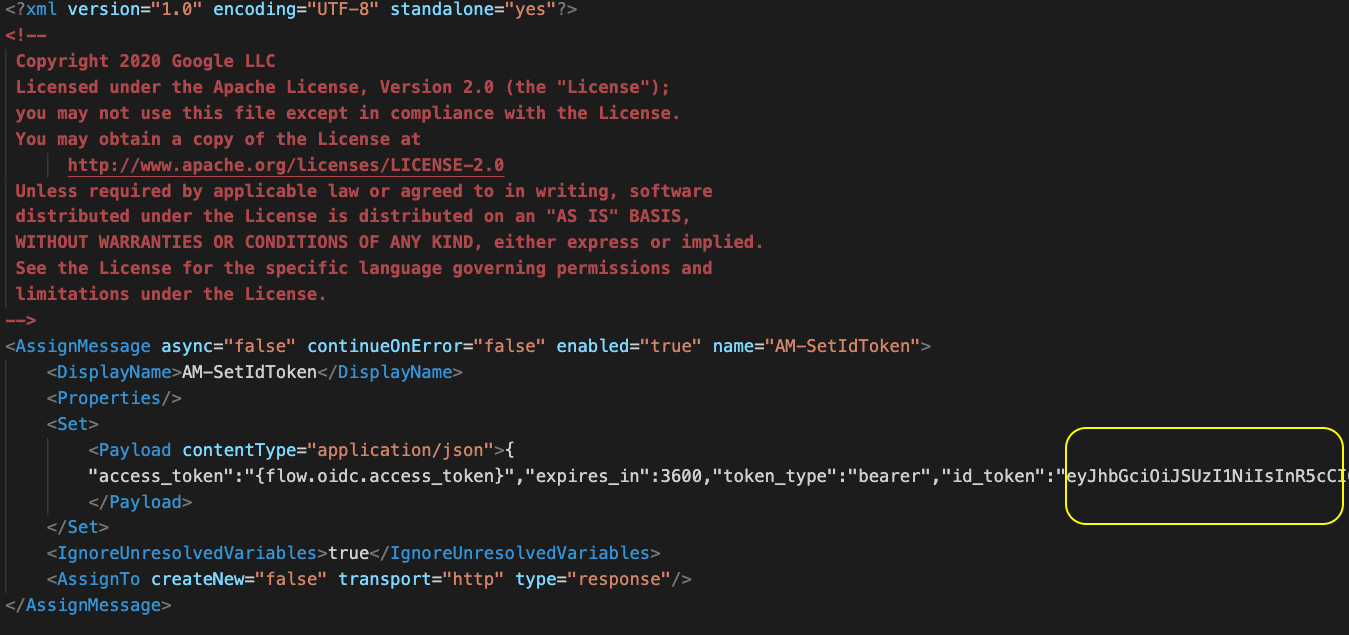 <?xml version="1.0" encoding="UTF-8" standalone="yes"?>
<!--
Copyright 2020 Google LLC
Licensed under the Apache License, Version 2.0 (the "License");
you may not use this file except in compliance with the License.
You may obtain a copy of the License at
http://www.apache.org/licenses/LICENSE-2.0
Unless required by applicable law or agreed to in writing, software
distributed under the License is distributed on an "AS IS" BASIS,
WITHOUT WARRANTIES OR CONDITIONS OF ANY KIND, either express or implied.
See the License for the specific language governing permissions and
limitations under the License.
-->
<AssignMessage async="false" continueOnError="false" enabled="true" name="AM-SetIdToken">
<DisplayName>AM-SetIdToken</DisplayName>
<Properties/>
<Set>
<Payload contentType="application/json">{
"access_token":"{flow.oidc.access_token}","expires_in":3600,"token_type":"bearer","id_token":"eyJhbGciOiJSUzI1NiIsInR5cCI
</Payload>
</Set>
<IgnoreUnresolvedVariables>true</IgnoreUnresolvedVariables>
<AssignTo createNew="false" transport="http" type="response"/>
</AssignMessage>